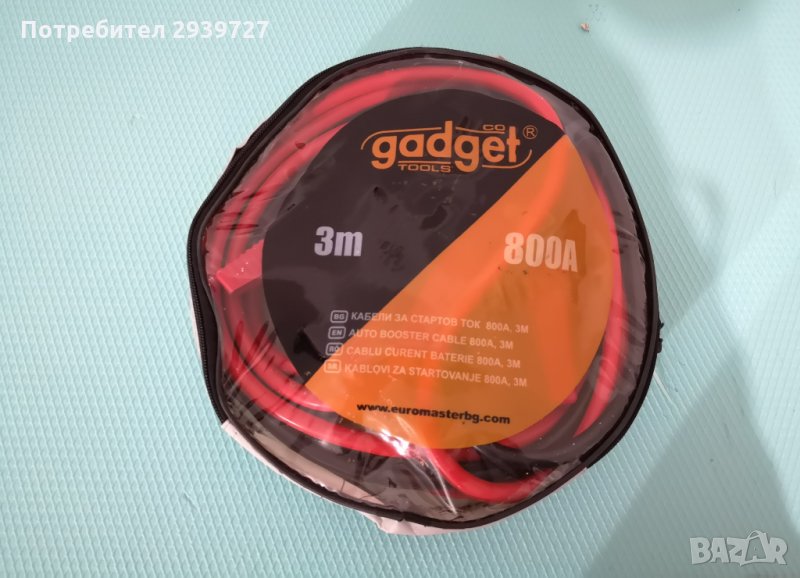 Потребител 2939727
CO
gadget®
TOOLS
3m
800A
BG КАБЕЛИ ЗА СТАРТОВ ТОК 800A, 3M
EN AUTO BOOSTER CABLE 800A, 3M
RO CABLU CURENT BATERIE 800A, 3M
KABLOVI ZA STARTOVANJE 800A, 3M
www.euromasterbg.com
BAZAR